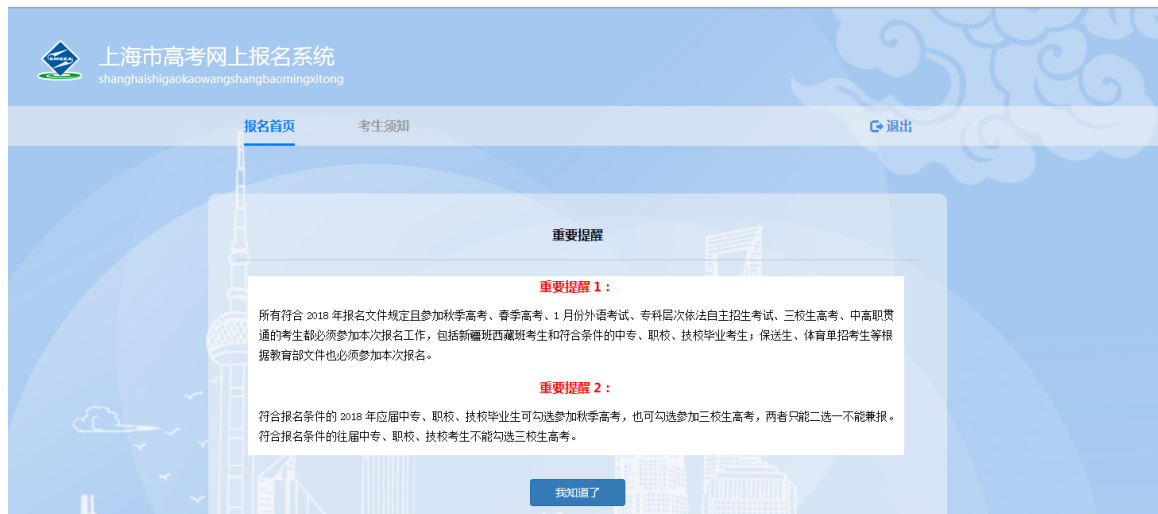 SMEEA
上海市高考网上报名系统
shanghaishigaokaowangshangbaomingxitong
报名首页 考生须知 退出
重要提醒
重要提醒 1：
所有符合 2018 年报名文件规定且参加秋季高考、春季高考、1 月份外语考试、专科层次依法自主招生考试、三校生高考、中高职贯
通的考生都必须参加本次报名工作，包括新疆班西藏班考生和符合条件的中专、职校、技校毕业考生；保送生、体育单招考生等根
据教育部文件也必须参加本次报名。
重要提醒 2：
符合报名条件的 2018 年应届中专、职校、技校毕业生可勾选参加秋季高考，也可勾选参加三校生高考，两者只能二选一不能兼报。
符合报名条件的往届中专、职校、技校考生不能勾选三校生高考。
我知道了